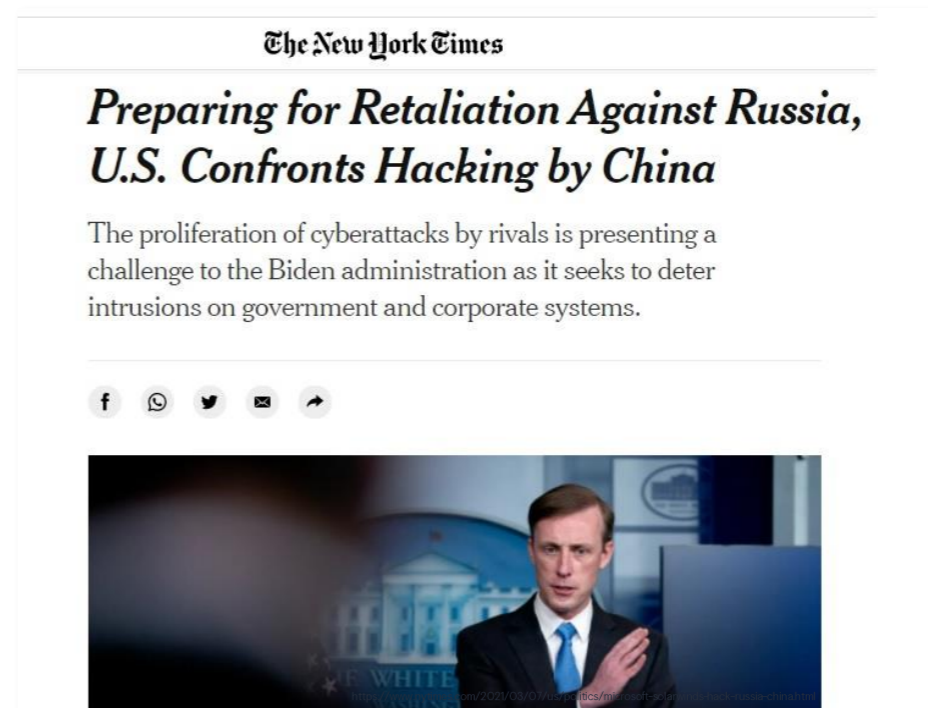 The New York Times
Preparing for Retaliation Against Russia,
U.S. Confronts Hacking by China
The proliferation of cyberattacks by rivals is presenting a
challenge to the Biden administration as it seeks to deter
intrusions on government and corporate systems.
E WHITE